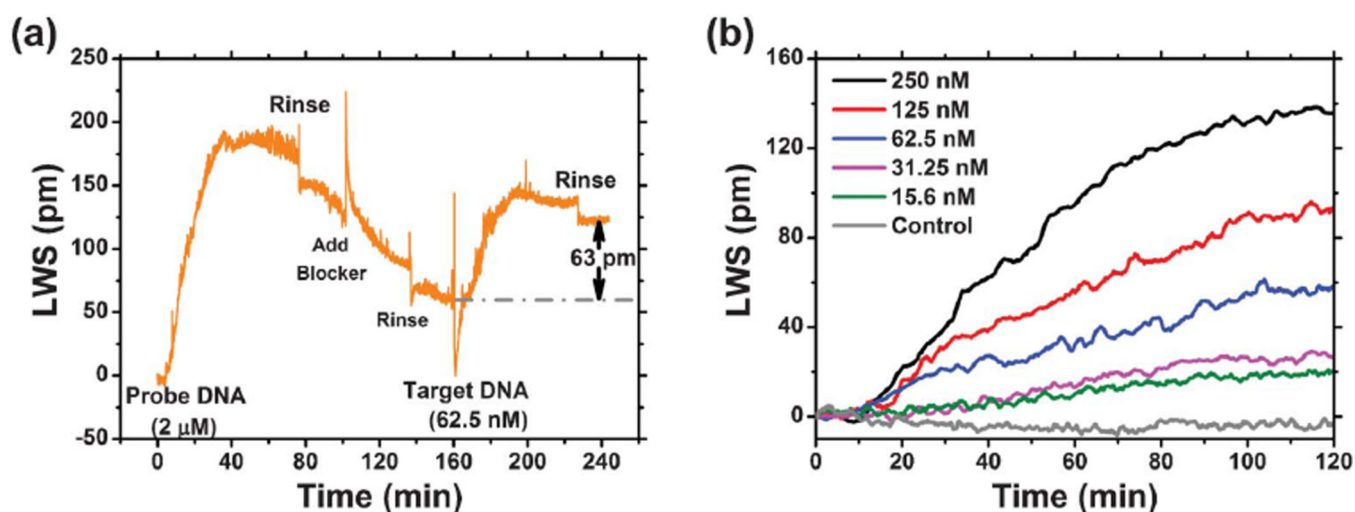 (a)
250
200
150
100
50
0
-50
LWS (pm)
Rinse
Add
Blocker
Rinse
Rinse
63 pm
Probe DNA
(2 μM)
Target DNA
(62.5 nM)
0 40 80 120 160 200 240
Time (min)
(b)
160
120
80
40
0
LWS (pm)
250 nM
125 nM
62.5 nM
31.25 nM
15.6 nM
Control
0 20 40 60 80 100 120
Time (min)